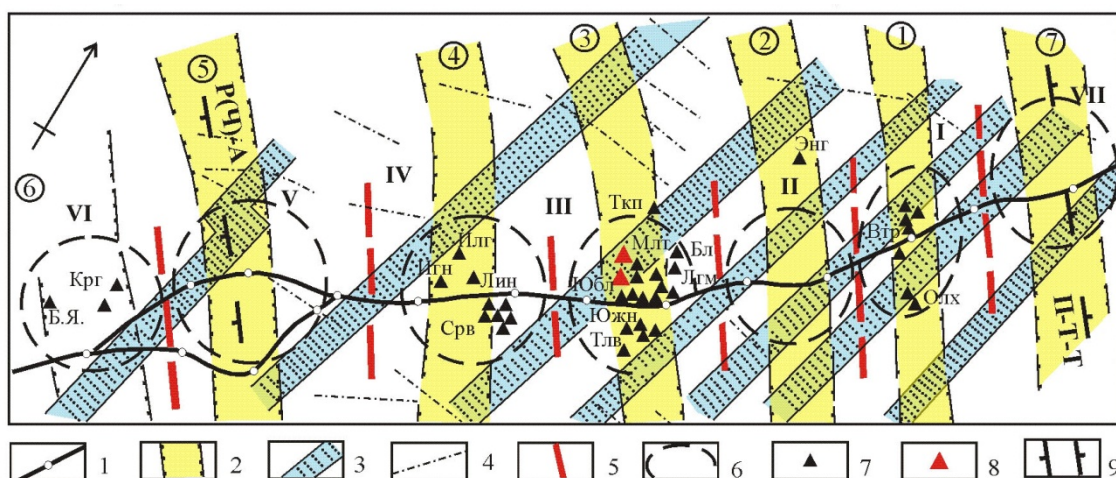 ③
②
①
⑦
⑤
④
VII
Р(Ч)-А
I
Энг
IV
⑥
Ткп
II
V
III
VI
Втр
Млт
Бл
Илг
Лгм
Крг
Игн
Лин
Юбл
Олх
Б.Я.
Срв
Южн
П-Т
Тлв
1 2 3 4 5 6 7 8 9